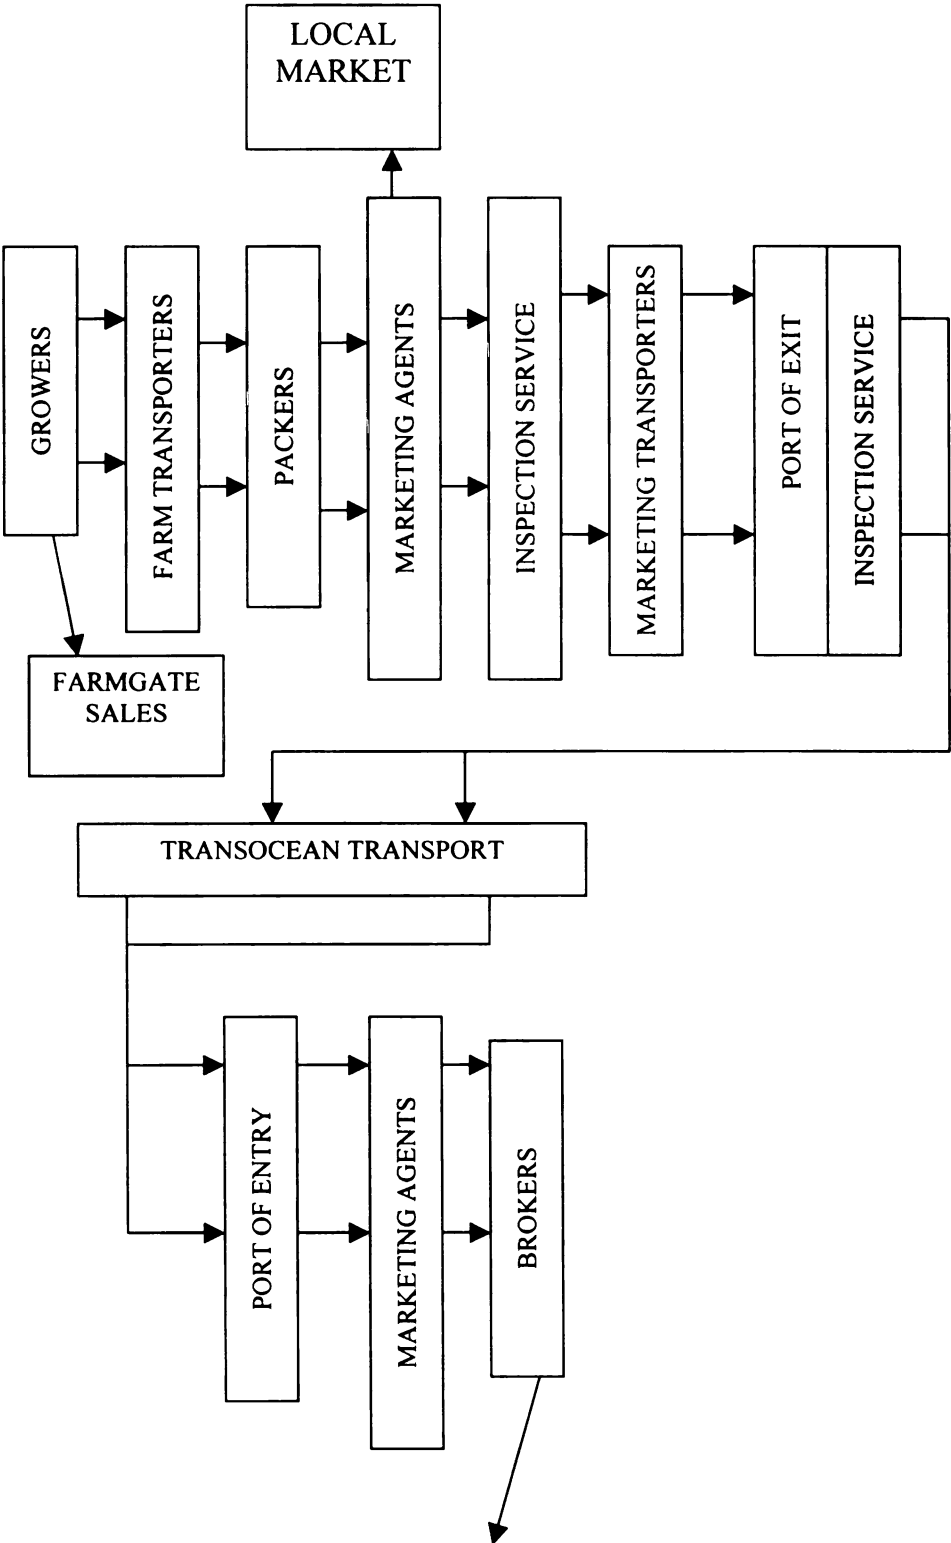 LOCAL
MARKET
GROWERS
FARM TRANSPORTERS
PACKERS
MARKETING AGENTS
INSPECTION SERVICE
MARKETING TRANSPORTERS
PORT OF EXIT
INSPECTION SERVICE
FARMGATE
SALES
TRANSOCEAN TRANSPORT
PORT OF ENTRY
MARKETING AGENTS
BROKERS